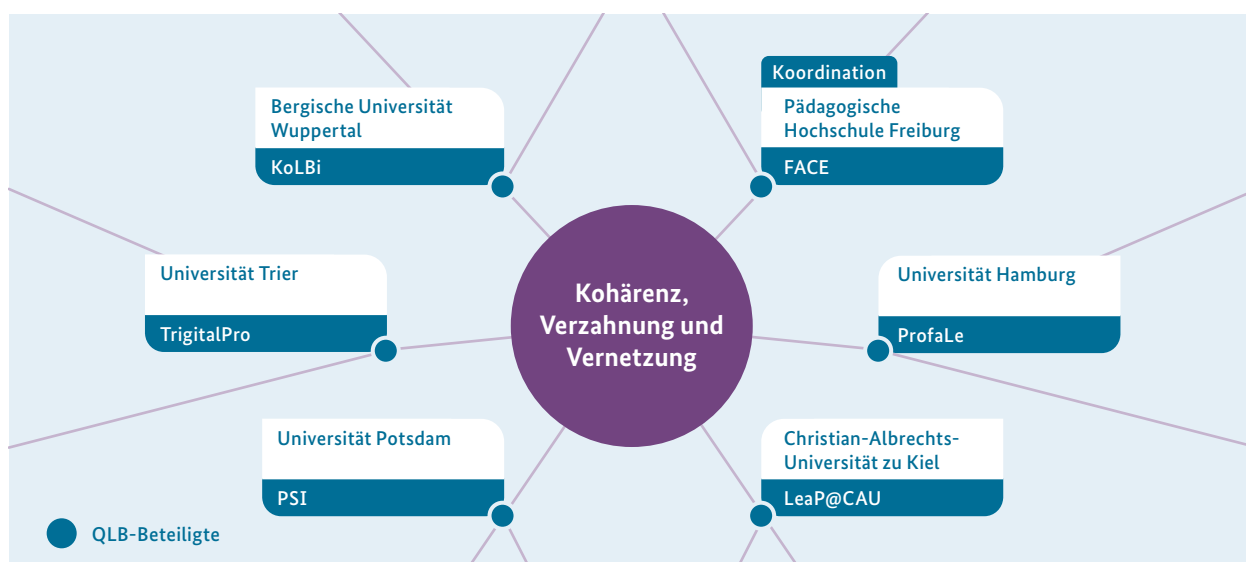 Koordination
Bergische Universität
Wuppertal
KoLBi
Pädagogische
Hochschule Freiburg
FACE
Universität Trier
TrigitalPro
Kohärenz,
Verzahnung und
Vernetzung
Universität Hamburg
ProfaLe
Universität Potsdam
PSI
Christian-Albrechts-
Universität zu Kiel
LeaP@CAU
QLB-Beteiligte